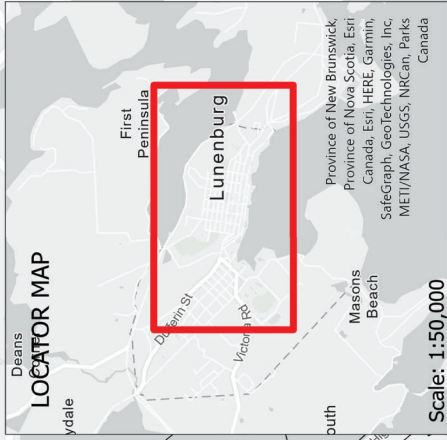 Deans
LOCATOR MAP
ydale
First
Peninsula
Lunenburg
Dufferin St
Victoria Rd
Masons
Beach
outh
Province of New Brunswick,
Province of Nova Scotia, Esri
Canada, Esri, HERE, Garmin,
SafeGraph, GeoTechnologies, Inc,
METI/NASA, USGS, NRCan, Parks
Canada
Scale: 1:50,000